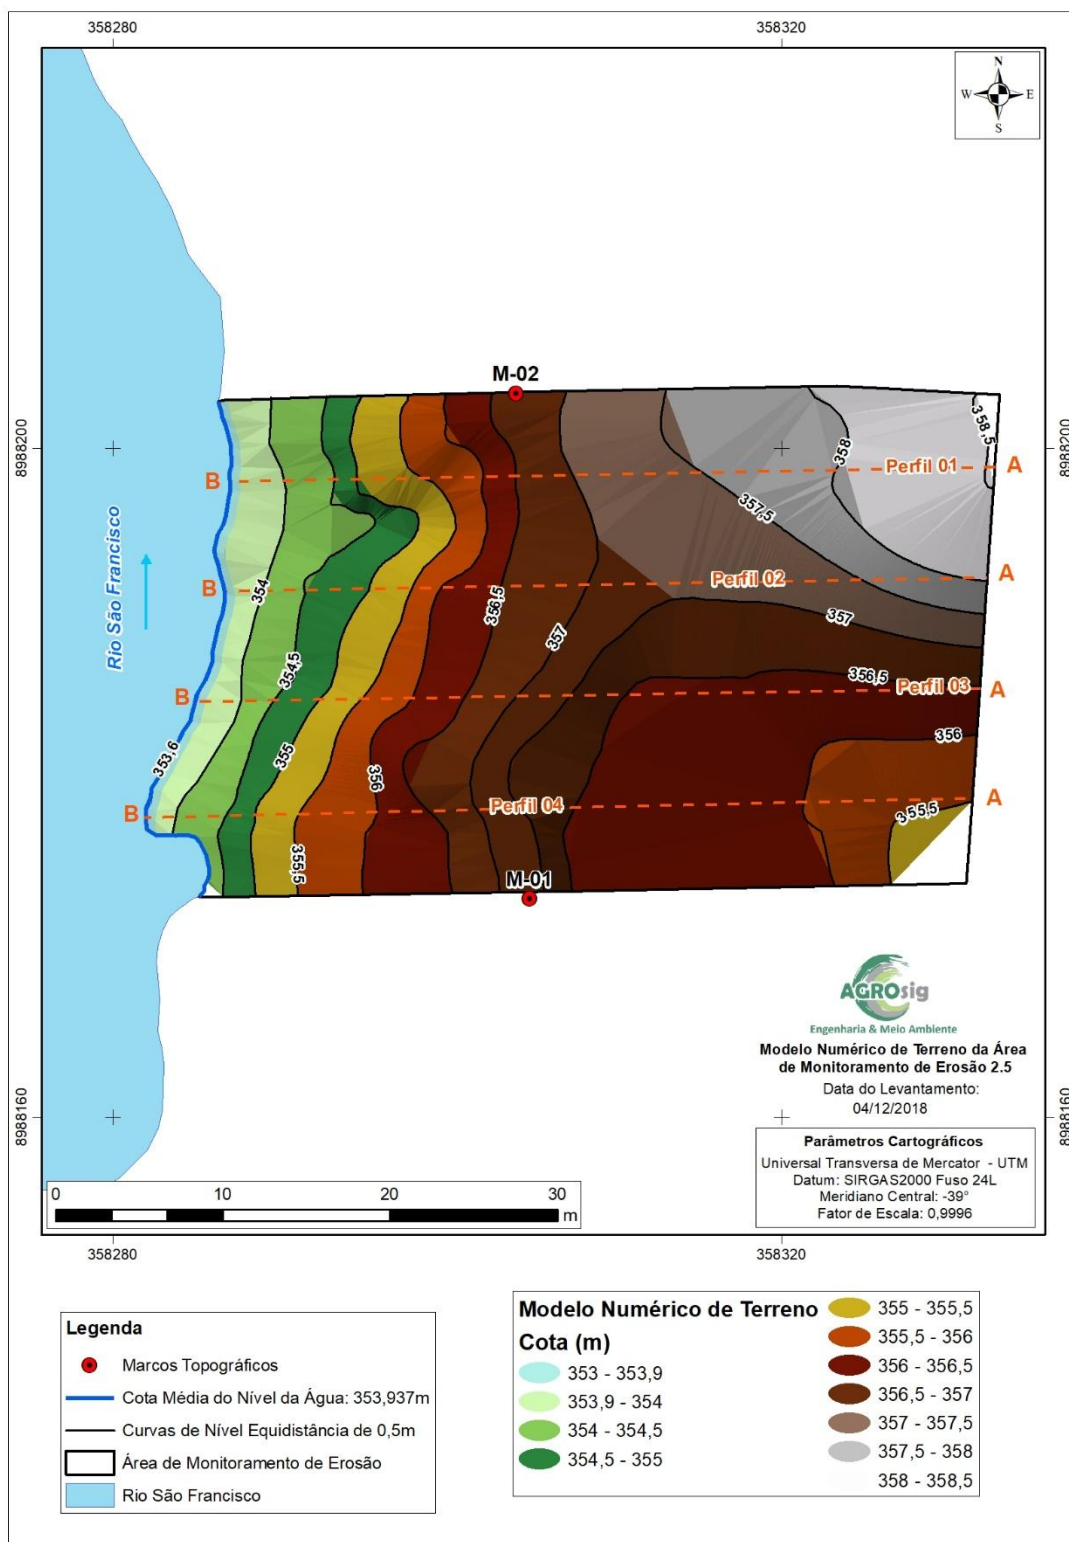 358280
358320
N
W
E
S
M-02
8988200
8988200
358,5
358
Perfil 01
A
B
357,5
Rio São Francisco
354
Perfil 02
A
B
356,5
357
357
354,5
356,5
Perfil 03
A
B
353,6
355
356
356
Perfil 04
A
B
355,5
355,5
M-01
AGROsig
Engenharia & Meio Ambiente
Modelo Numérico de Terreno da Área
de Monitoramento de Erosão 2.5
Data do Levantamento:
04/12/2018
8988160
8988160
Parâmetros Cartográficos
Universal Transversa de Mercator - UTM
Datum: SIRGAS2000 Fuso 24L
Meridiano Central: -39°
Fator de Escala: 0,9996
0
10
20
30
m
358280
358320
Legenda
Marcos Topográficos
Cota Média do Nível da Água: 353,937m
Curvas de Nível Equidistância de 0,5m
Área de Monitoramento de Erosão
Rio São Francisco
Modelo Numérico de Terreno
Cota (m)
353 - 353,9
353,9 - 354
354 - 354,5
354,5 - 355
355 - 355,5
355,5 - 356
356 - 356,5
356,5 - 357
357 - 357,5
357,5 - 358
358 - 358,5